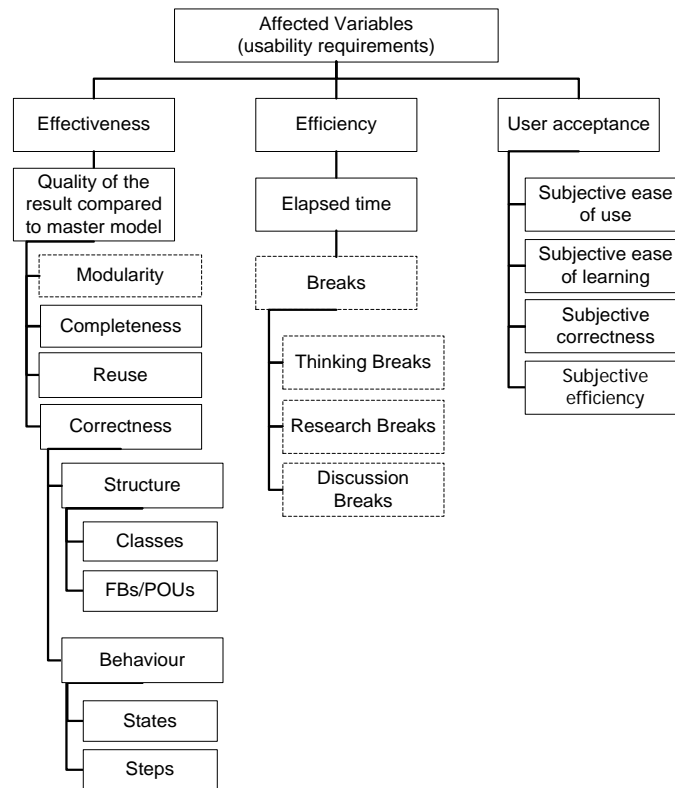 Affected Variables
(usability requirements)
Effectiveness
Efficiency
User acceptance
Quality of the
result compared
to master model
Modularity
Completeness
Reuse
Correctness
Structure
Classes
FBs/POUs
Behaviour
States
Steps
Elapsed time
Breaks
Thinking Breaks
Research Breaks
Discussion
Breaks
Subjective ease
of use
Subjective ease
of learning
Subjective
correctness
Subjective
efficiency